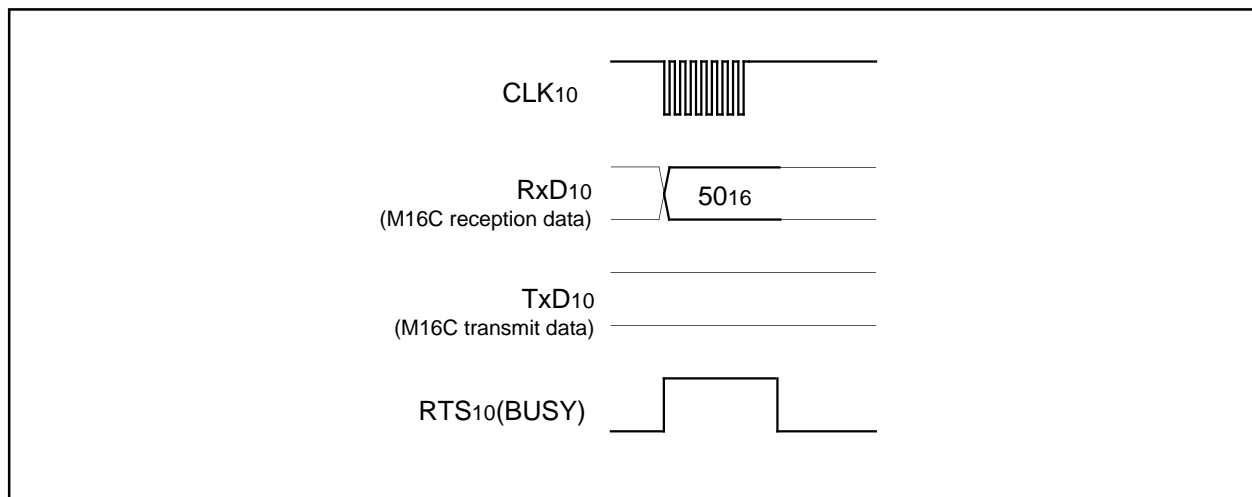 CLK10
RxD10
5016
(M16C reception data)
TxD10
(M16C transmit data)
RTS10(BUSY)